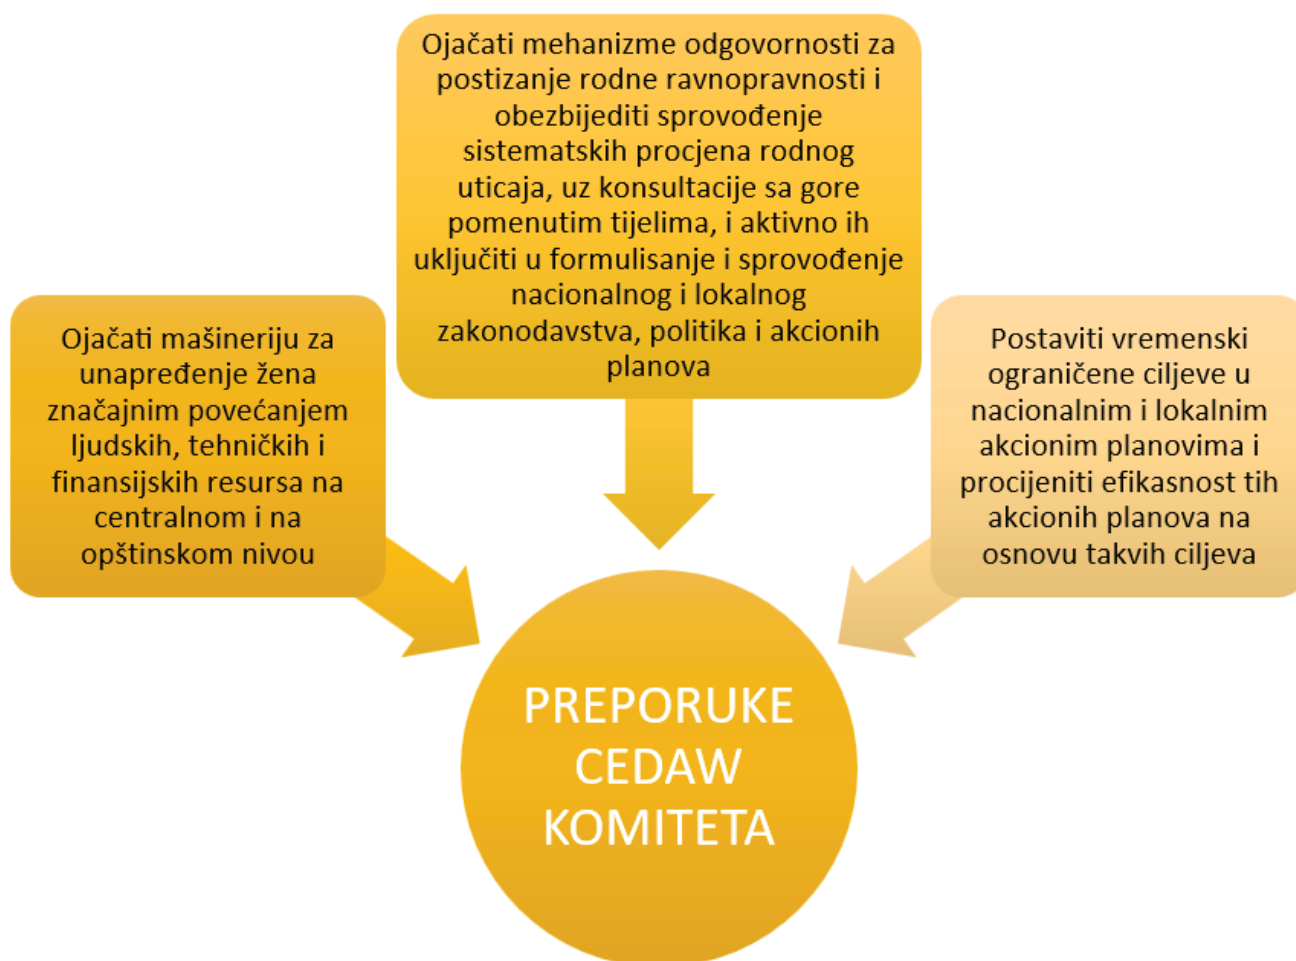 Ojačati mehanizme odgovornosti za
postizanje rodne ravnopravnosti i
obezbijediti sprovođenje
sistematskih procjena rodnog
uticaja, uz konsultacije sa gore
pomenutim tijelima, i aktivno ih
uključiti u formulisanje i sprovođenje
nacionalnog i lokalnog
zakonodavstva, politika i akcionih
planova
Ojačati mašineriju za
unapređenje žena
značajnim povećanjem
ljudskih, tehničkih i
finansijskih resursa na
centralnom i na
opštinskom nivou
Postaviti vremenski
ograničene ciljeve u
nacionalnim i lokalnim
akcionim planovima i
procijeniti efikasnost tih
akcionih planova na
osnovu takvih ciljeva
PREPORUKE
CEDAW
KOMITETA